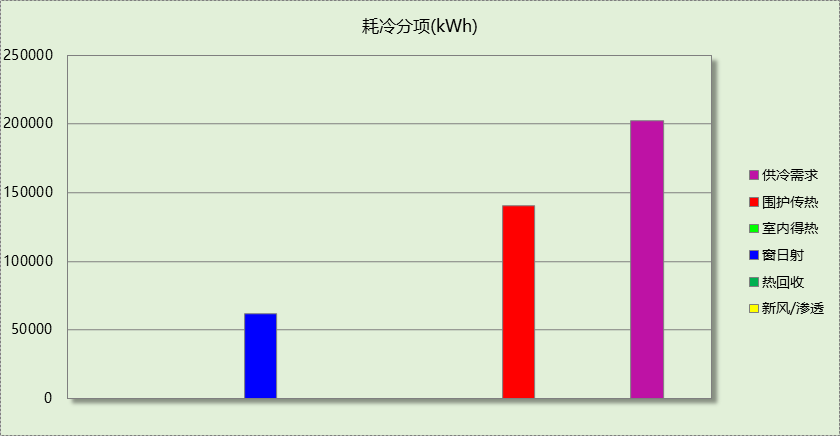 耗冷分项(kWh)
250000
200000
150000
100000
50000
0
供冷需求
围护传热
室内得热
窗日射
热回收
新风/渗透